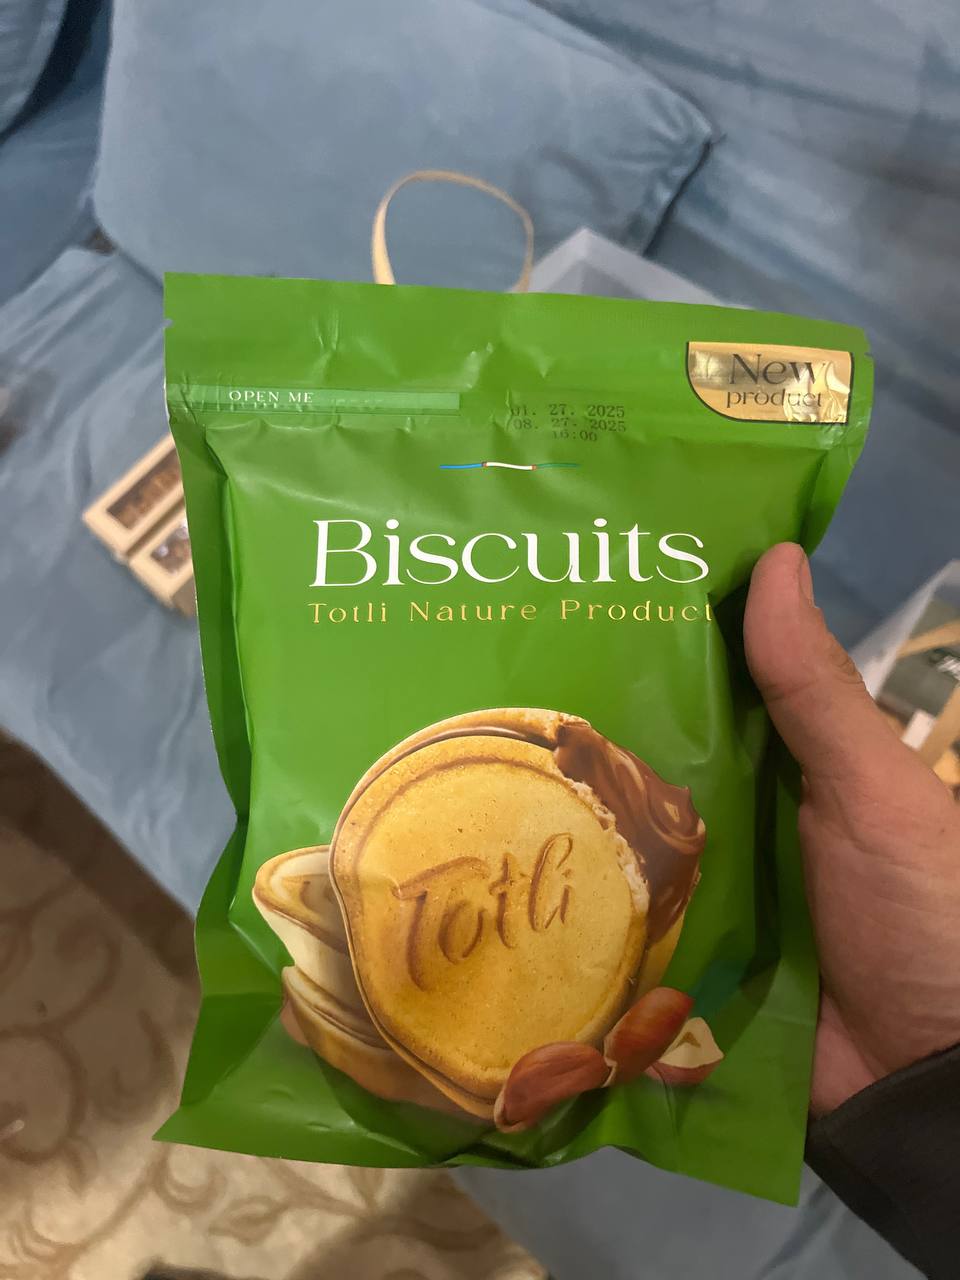 New
product
OPEN ME
01. 27. 2025
08. 27. 2025
16:00
Biscuits
Totli Nature Product
Totli